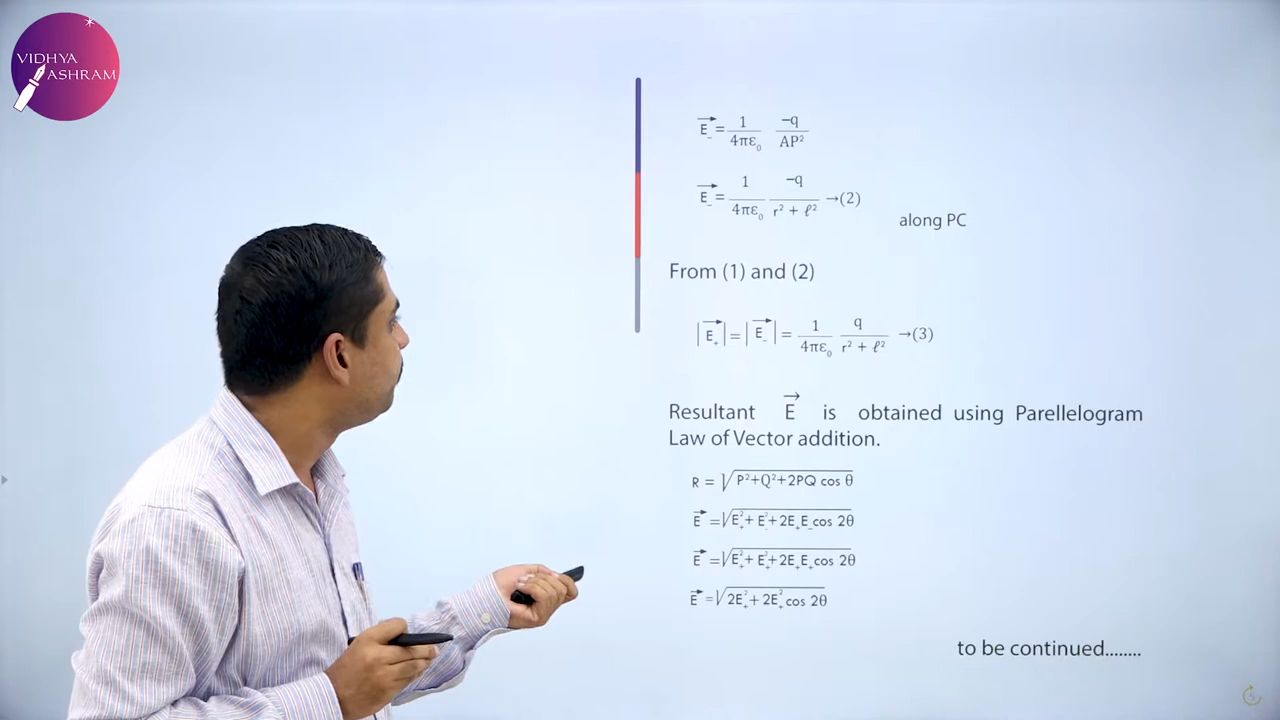 VIDHYA
ASHRAM
E₋ = 1/4πε₀ −q/AP²
E₋ = 1/4πε₀ −q/r² + ℓ² →(2)
along PC
From (1) and (2)
|E₊| = |E₋| = 1/4πε₀ q/r² + ℓ² →(3)
Resultant E is obtained using Parellelogram
Law of Vector addition.
R = √P²+Q²+2PQ cos θ
E = √E₊²+ E₋²+ 2E₊E₋cos 2θ
E = √E₊²+ E₊²+ 2E₊E₊cos 2θ
E = √2E₊²+ 2E₊²cos 2θ
to be continued........